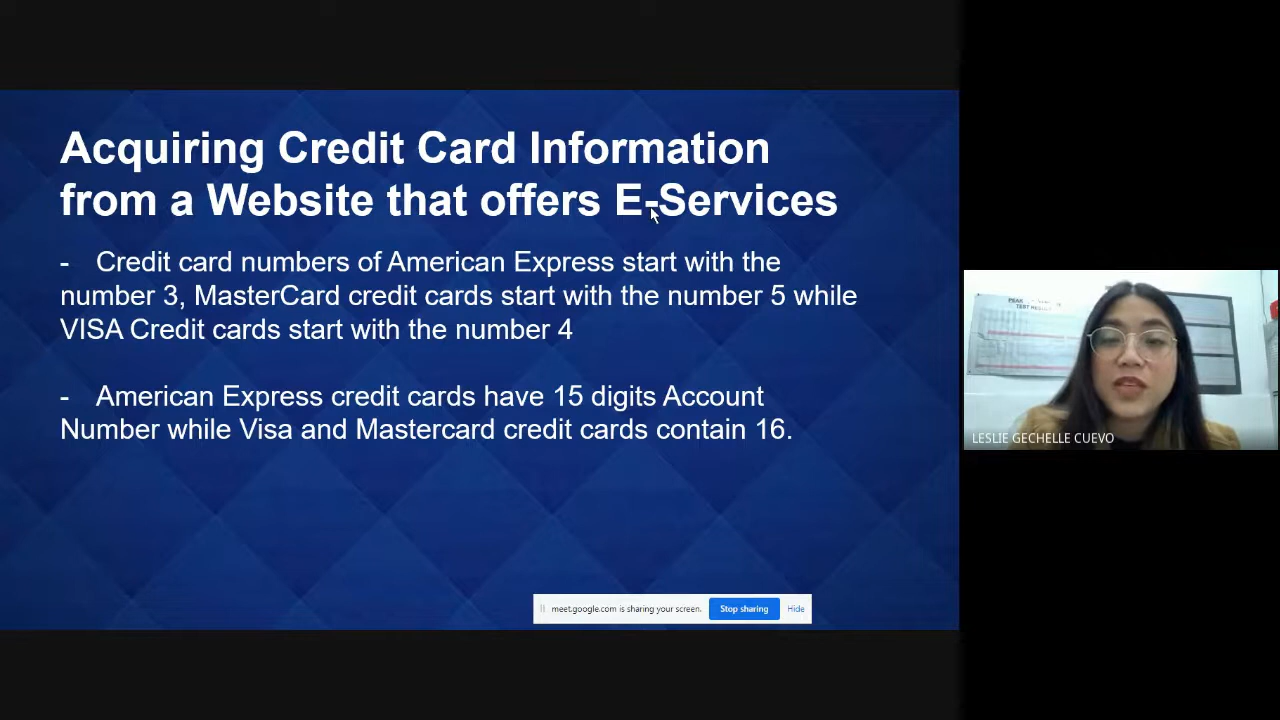 Acquiring Credit Card Information
from a Website that offers E-Services
- Credit card numbers of American Express start with the
number 3, MasterCard credit cards start with the number 5 while
VISA Credit cards start with the number 4
- American Express credit cards have 15 digits Account
Number while Visa and Mastercard credit cards contain 16.
meet.google.com is sharing your screen. Stop sharing Hide
LESLIE GECHELLE CUEVO